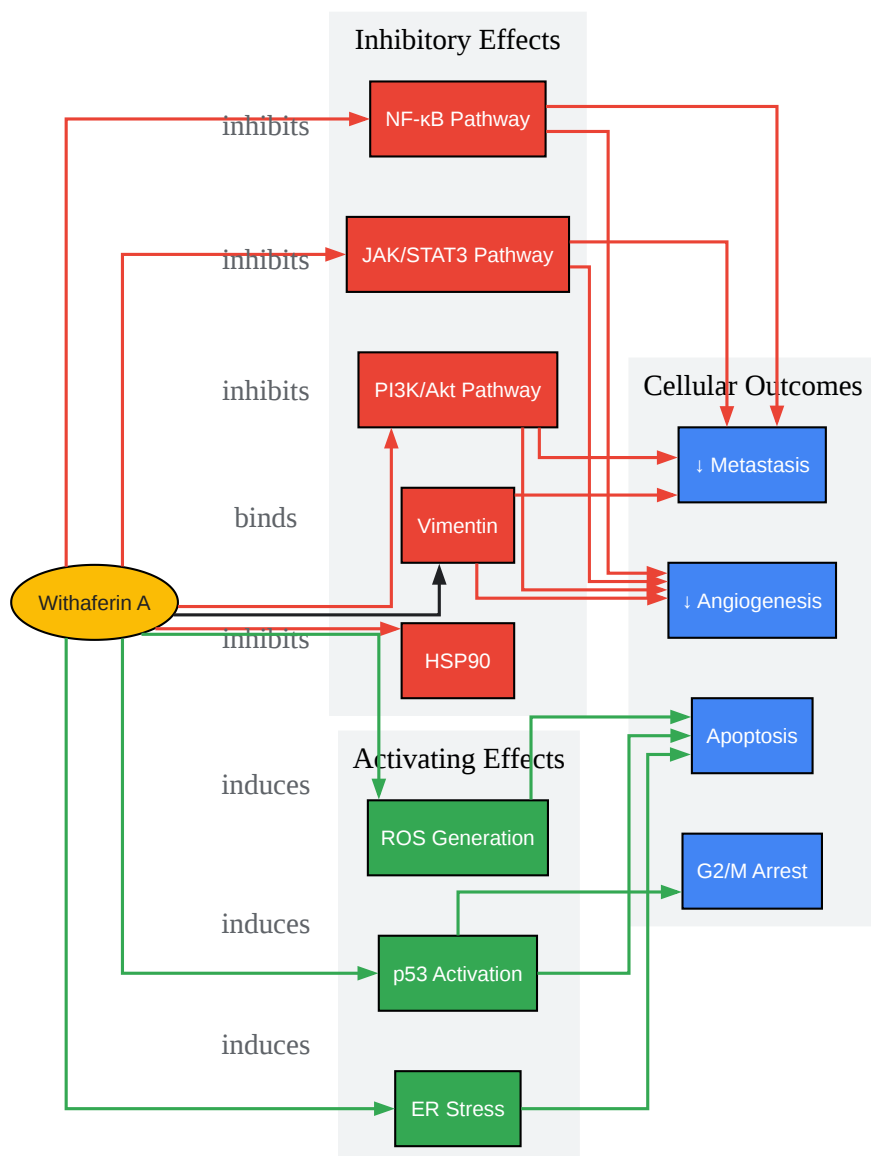 Inhibitory Effects
inhibits
NF-κB Pathway
inhibits
JAK/STAT3 Pathway
inhibits
PI3K/Akt Pathway
Cellular Outcomes
↓ Metastasis
binds
Vimentin
Withaferin A
↓ Angiogenesis
inhibits
HSP90
Activating Effects
Apoptosis
induces
ROS Generation
G2/M Arrest
induces
p53 Activation
induces
ER Stress